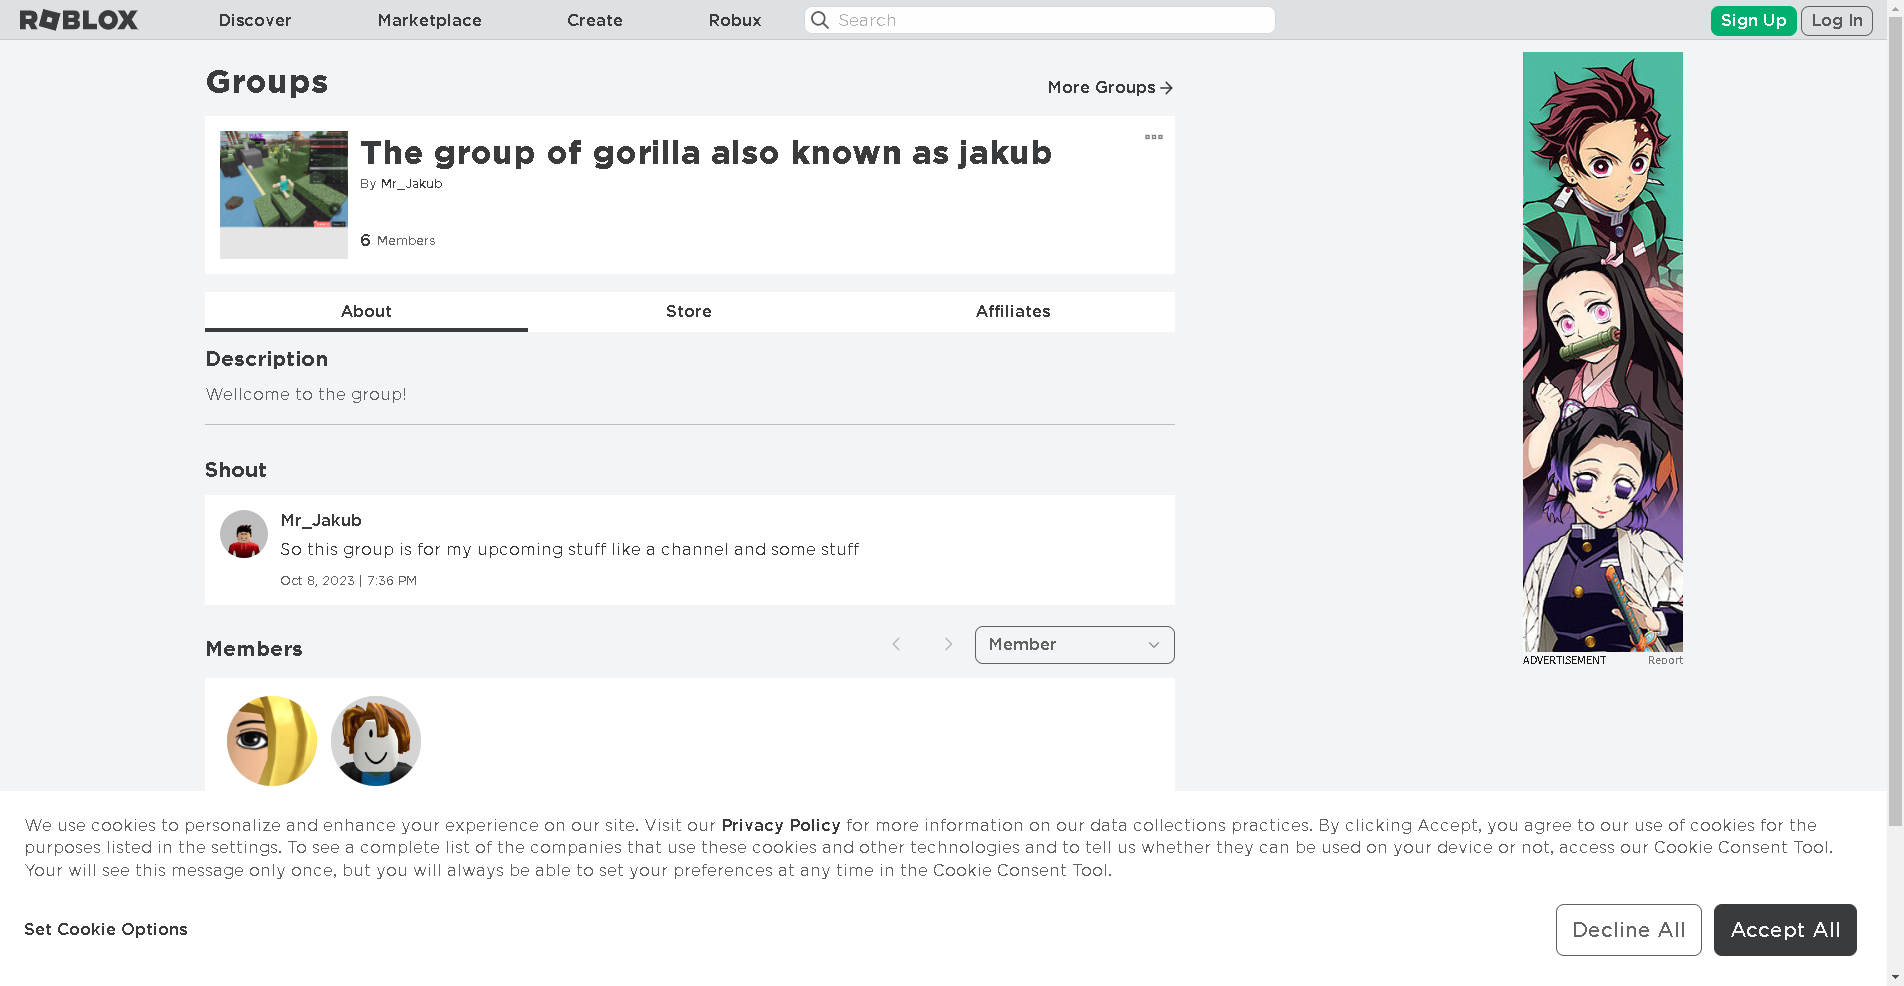 ROBLOX
Discover
Marketplace
Create
Robux
Search
Sign Up
Log In
Groups
More Groups
The group of gorilla also known as jakub
By Mr_Jakub
6 Members
About
Store
Affiliates
Description
Wellcome to the group!
Shout
Mr_Jakub
So this group is for my upcoming stuff like a channel and some stuff
Oct 8, 2023 | 7:36 PM
Members
Member
ADVERTISEMENT
Report
We use cookies to personalize and enhance your experience on our site. Visit our Privacy Policy for more information on our data collections practices. By clicking Accept, you agree to our use of cookies for the
purposes listed in the settings. To see a complete list of the companies that use these cookies and other technologies and to tell us whether they can be used on your device or not, access our Cookie Consent Tool.
Your will see this message only once, but you will always be able to set your preferences at any time in the Cookie Consent Tool.
Set Cookie Options
Decline All
Accept All